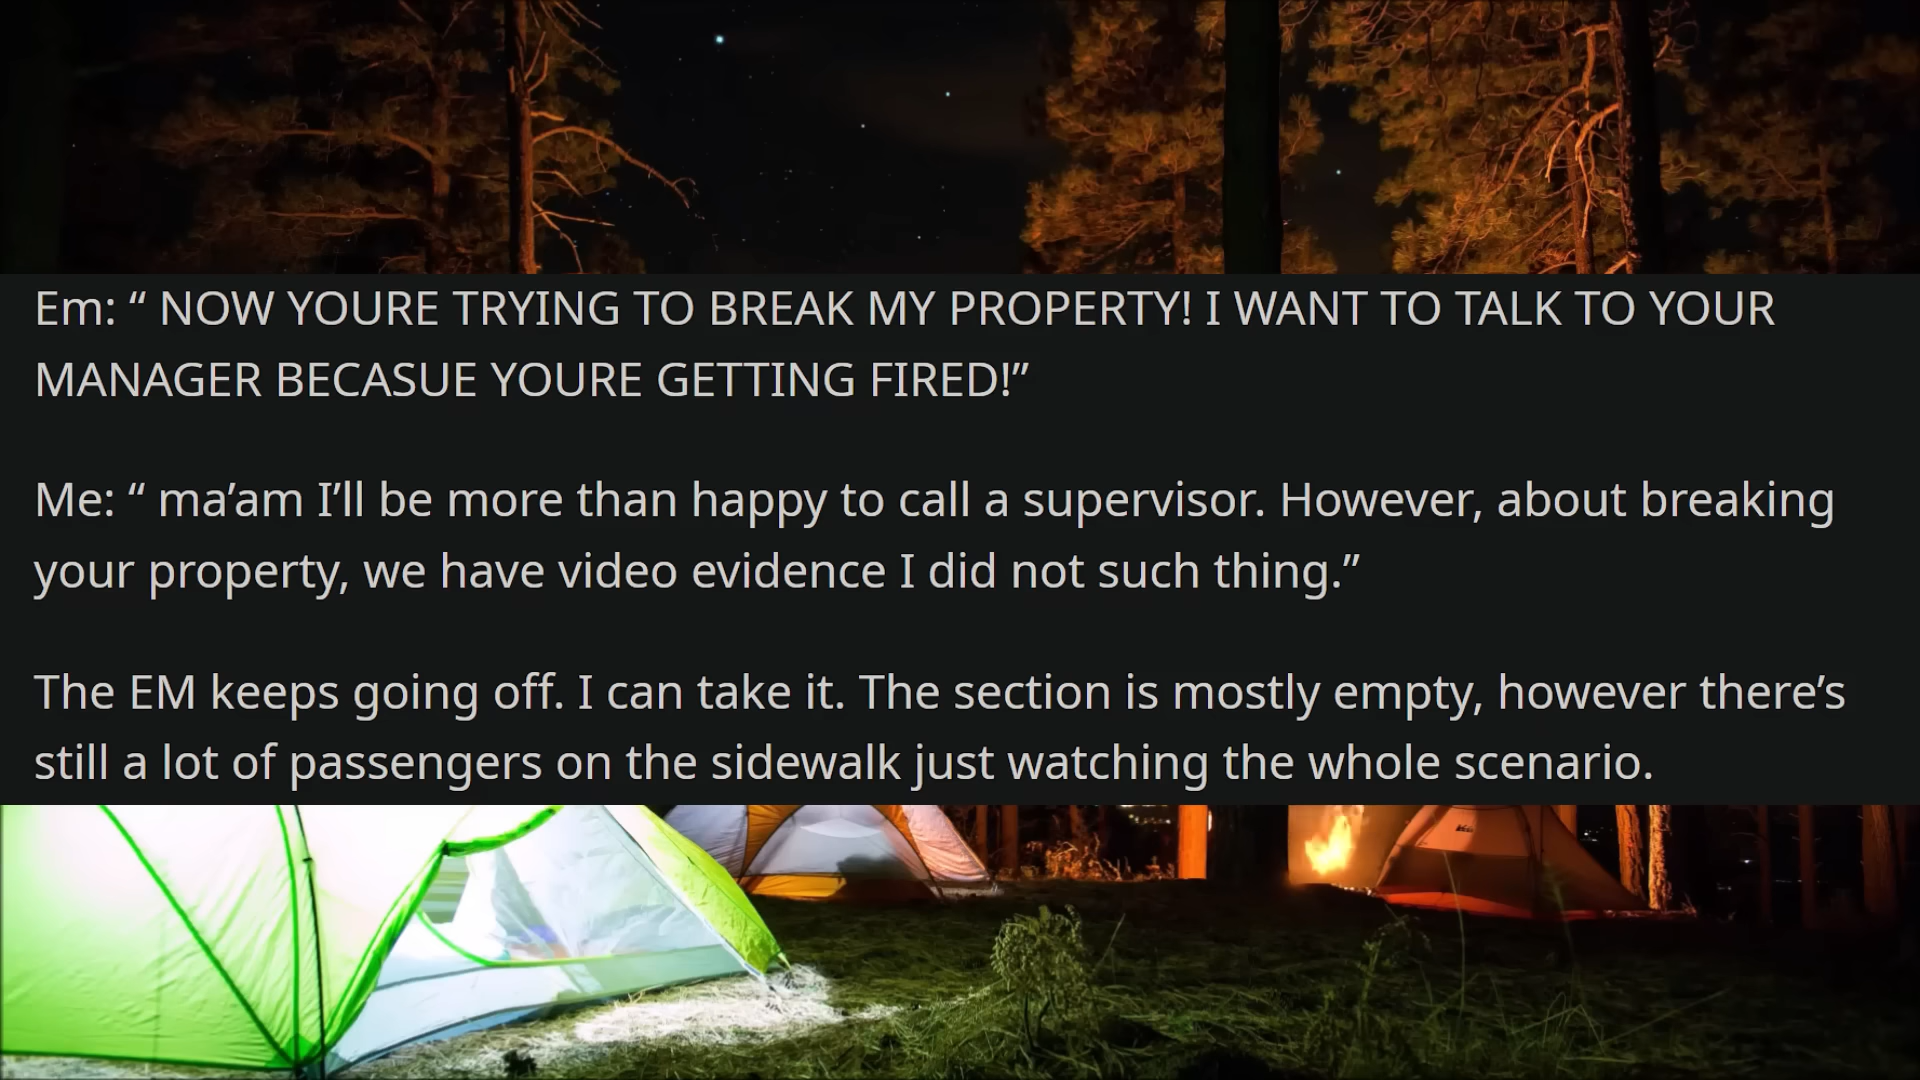 Em: “ NOW YOURE TRYING TO BREAK MY PROPERTY! I WANT TO TALK TO YOUR
MANAGER BECASUE YOURE GETTING FIRED!”
Me: “ ma’am I’ll be more than happy to call a supervisor. However, about breaking
your property, we have video evidence I did not such thing.”
The EM keeps going off. I can take it. The section is mostly empty, however there’s
still a lot of passengers on the sidewalk just watching the whole scenario.